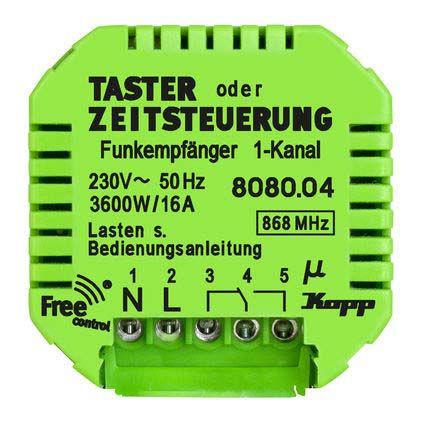 TASTER oder
ZEITSTEUERUNG
Funkempfänger 1-Kanal
230V~ 50Hz 8080.04
3600W/16A
868 MHz
Lasten s.
Bedienungsanleitung
1 2 3 4 5 µ
N L
Free control
Kopp